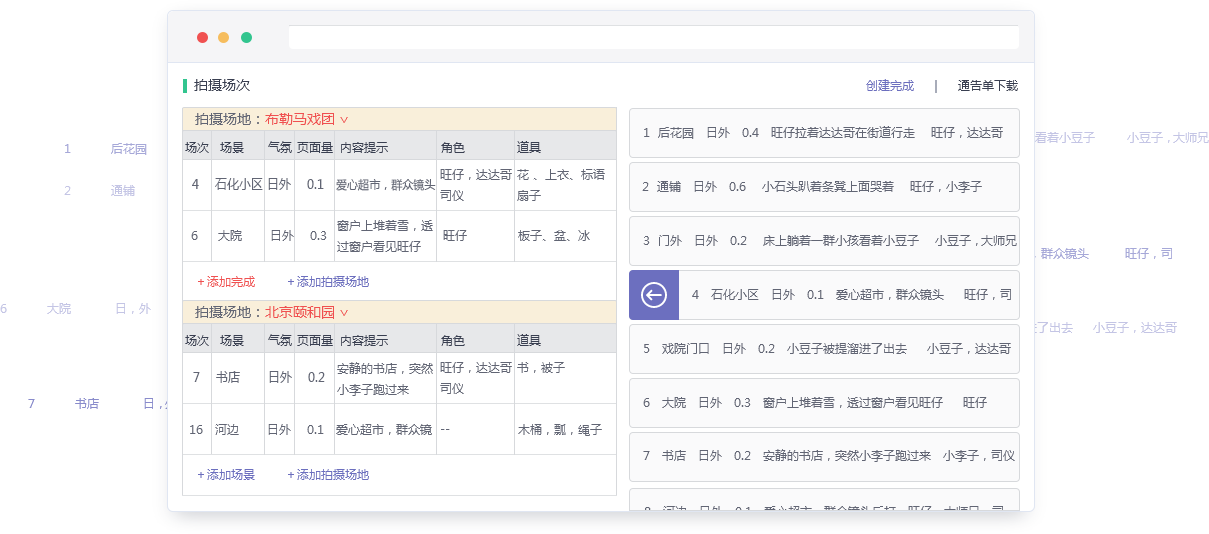 拍摄场次
创建完成 | 通告单下载
拍摄场地：布勒马戏团
场次 场景 气氛 页面量 内容提示 角色 道具
4 石化小区 日外 0.1 爱心超市，群众镜头 旺仔，达达哥 司仪 花 、上衣、标语 扇子
6 大院 日外 0.3 窗户上堆着雪，透过窗户看见旺仔 旺仔 板子、盆、冰
+ 添加完成 + 添加拍摄场地
拍摄场地：北京颐和园
场次 场景 气氛 页面量 内容提示 角色 道具
7 书店 日外 0.2 安静的书店，突然小李子跑过来 旺仔，达达哥 司仪 书，被子
16 河边 日外 0.1 爱心超市，群众镜 -- 木桶，瓢，绳子
+ 添加场景 + 添加拍摄场地
1 后花园 日外 0.4 旺仔拉着达达哥在街道行走 旺仔，达达哥
2 通铺 日外 0.6 小石头趴着条凳上面哭着 旺仔，小李子
3 门外 日外 0.2 床上躺着一群小孩看着小豆子 小豆子，大师兄
4 石化小区 日外 0.1 爱心超市，群众镜头 旺仔，司
5 戏院门口 日外 0.2 小豆子被提溜进了出去 小豆子，达达哥
6 大院 日外 0.3 窗户上堆着雪，透过窗户看见旺仔 旺仔
7 书店 日外 0.2 安静的书店，突然小李子跑过来 小李子，司仪
8 河边 日外 0.1 爱心超市，群众镜头
1 后花园
2 通铺
6 大院 日，外
7 书店 日，
看着小豆子 小豆子，大师兄
，群众镜头 旺仔，司
了出去 小豆子，达达哥